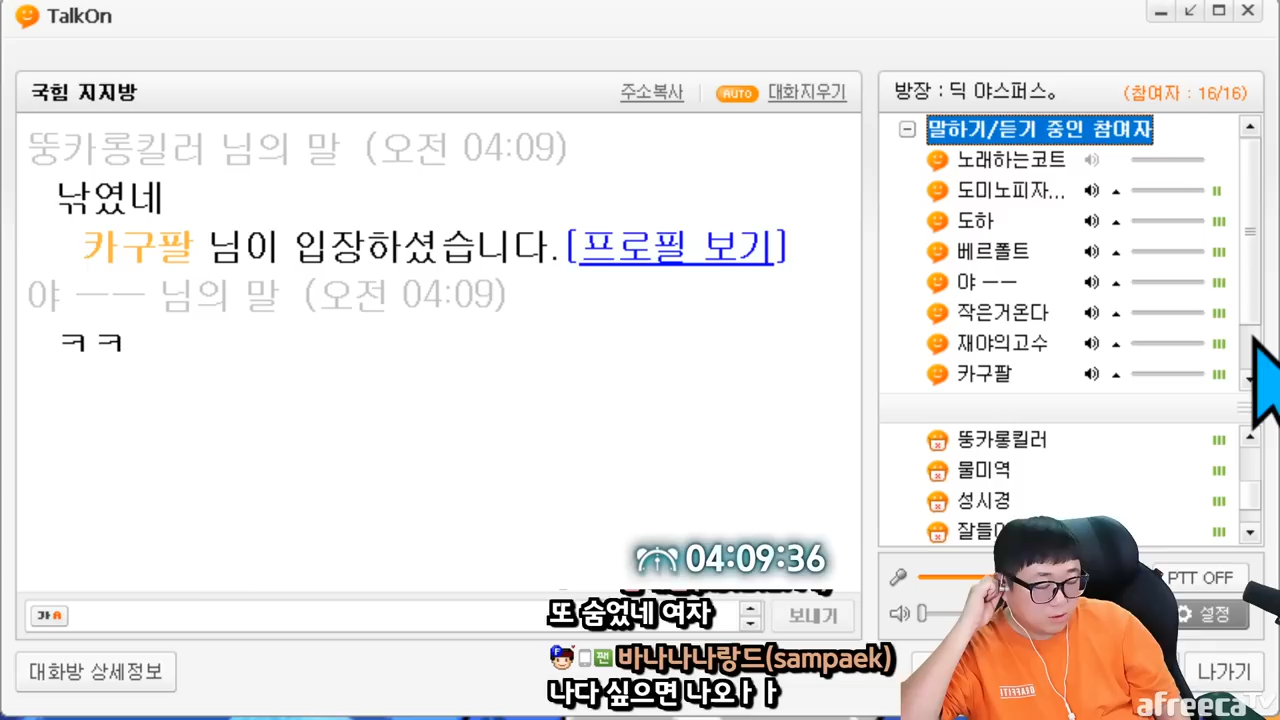 TalkOn
국힘 지지방
주소복사
AUTO
대화지우기
방장 : 딕 야스퍼스。
(참여자 : 16/16)
뚱카롱킬러 님의 말 (오전 04:09)
낚였네
카구팔 님이 입장하셨습니다. [프로필 보기]
야 ㅡㅡ 님의 말 (오전 04:09)
ㅋㅋ
말하기/듣기 중인 참여자
노래하는코트
도미노피자...
도하
베르폴트
야 ㅡㅡ
작은거온다
재야의고수
카구팔
뚱카롱킬러
물미역
성시경
잘들어
04:09:36
또 숨었네 여자
바나나나랑드(sampaek)
나다 싶으면 나오ㅏㅏ
가
보내기
PTT OFF
설정
대화방 상세정보
나가기
GRAFFITI
afreecaTV